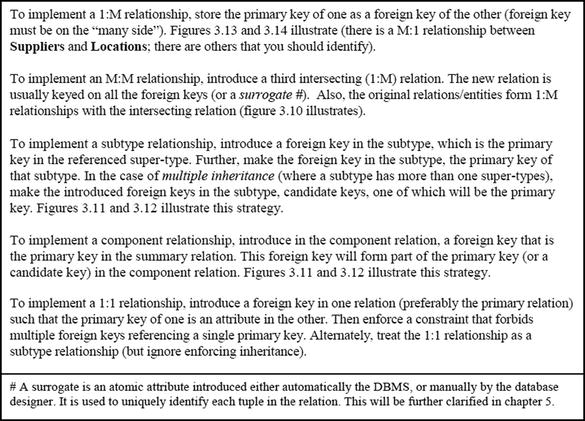 To implement a 1:M relationship, store the primary key of one as a foreign key of the other (foreign key
must be on the “many side”). Figures 3.13 and 3.14 illustrate (there is a M:1 relationship between
Suppliers and Locations; there are others that you should identify).
To implement an M:M relationship, introduce a third intersecting (1:M) relation. The new relation is
usually keyed on all the foreign keys (or a surrogate #). Also, the original relations/entities form 1:M
relationships with the intersecting relation (figure 3.10 illustrates).
To implement a subtype relationship, introduce a foreign key in the subtype, which is the primary
key in the referenced super-type. Further, make the foreign key in the subtype, the primary key of
that subtype. In the case of multiple inheritance (where a subtype has more than one super-types),
make the introduced foreign keys in the subtype, candidate keys, one of which will be the primary
key. Figures 3.11 and 3.12 illustrate this strategy.
To implement a component relationship, introduce in the component relation, a foreign key that is
the primary key in the summary relation. This foreign key will form part of the primary key (or a
candidate key) in the component relation. Figures 3.11 and 3.12 illustrate this strategy.
To implement a 1:1 relationship, introduce a foreign key in one relation (preferably the primary relation)
such that the primary key of one is an attribute in the other. Then enforce a constraint that forbids
multiple foreign keys referencing a single primary key. Alternately, treat the 1:1 relationship as a
subtype relationship (but ignore enforcing inheritance).
# A surrogate is an atomic attribute introduced either automatically the DBMS, or manually by the database
designer. It is used to uniquely identify each tuple in the relation. This will be further clarified in chapter 5.